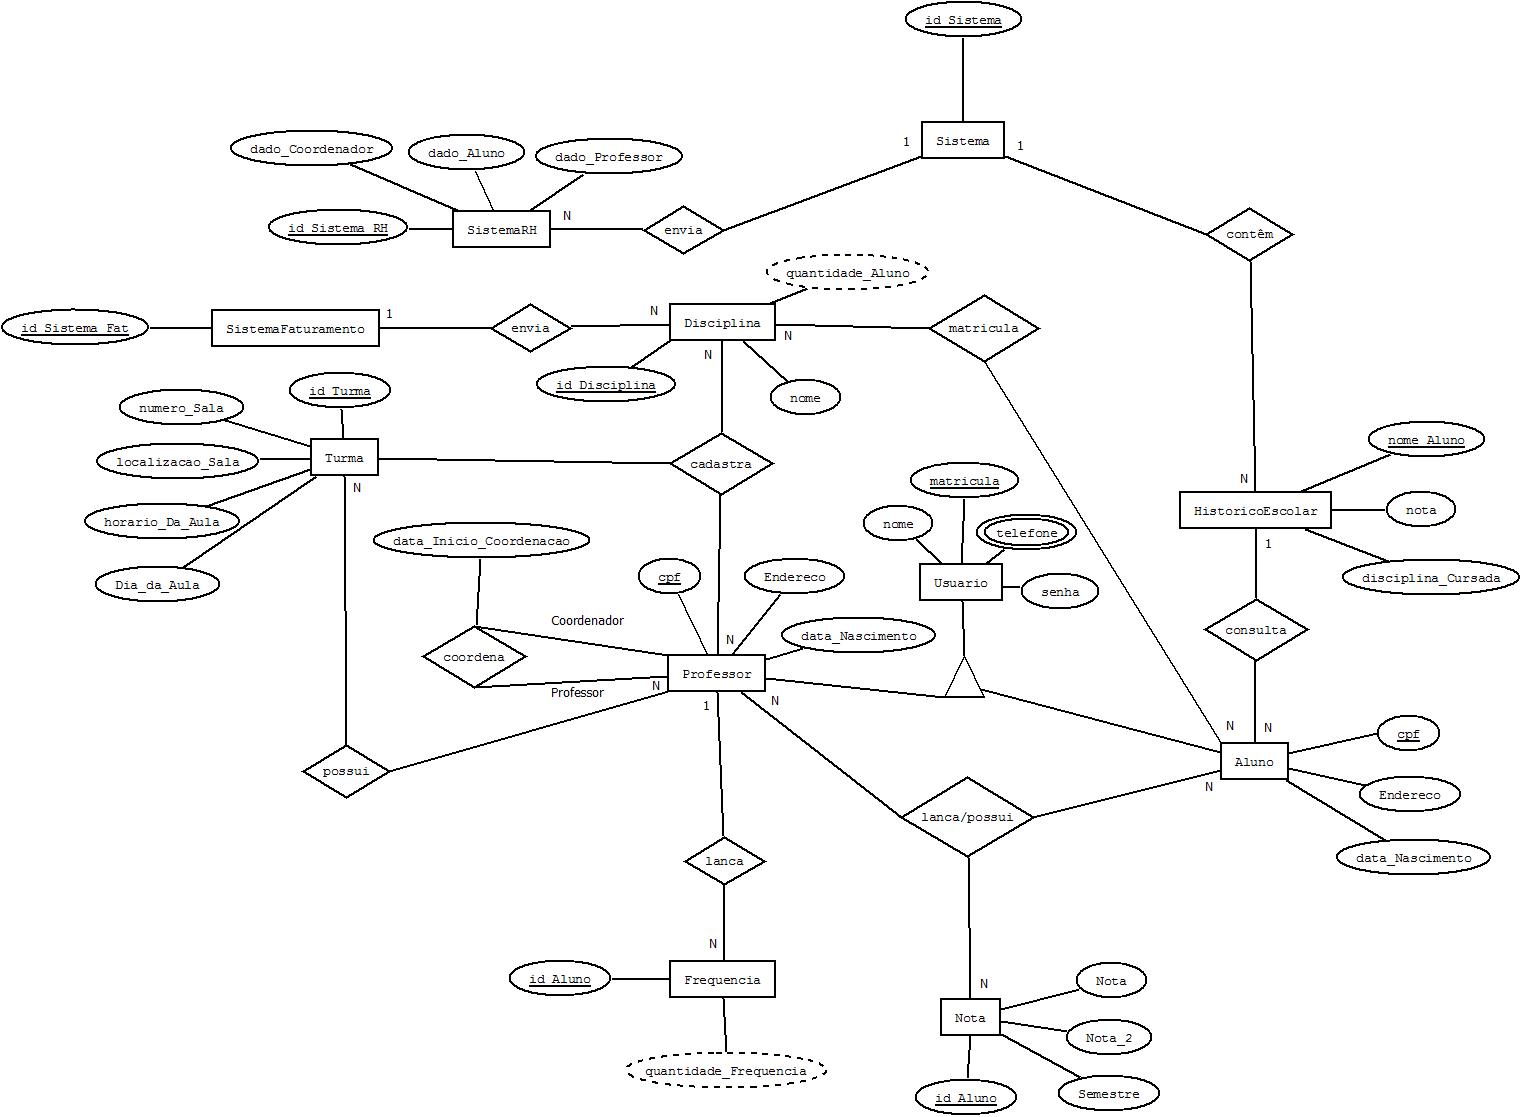 id_Sistema
1
Sistema
1
dado_Coordenador
dado_Aluno
dado_Professor
id_Sistema_RH
SistemaRH
N
envia
contêm
quantidade_Aluno
id_Sistema_Fat
SistemaFaturamento
1
envia
N
Disciplina
N
matricula
N
id_Disciplina
nome
id_Turma
numero_Sala
localizacao_Sala
Turma
cadastra
N
horario_Da_Aula
Dia_da_Aula
data_Inicio_Coordenacao
matricula
nome
telefone
Usuario
senha
nome_Aluno
N
HistoricoEscolar
nota
1
disciplina_Cursada
cpf
Endereco
Coordenador
N
data_Nascimento
consulta
coordena
Professor
Professor
N
1
N
possui
N
N
Aluno
N
cpf
Endereco
data_Nascimento
lanca/possui
lanca
N
id_Aluno
Frequencia
N
Nota
Nota
Nota_2
quantidade_Frequencia
id_Aluno
Semestre